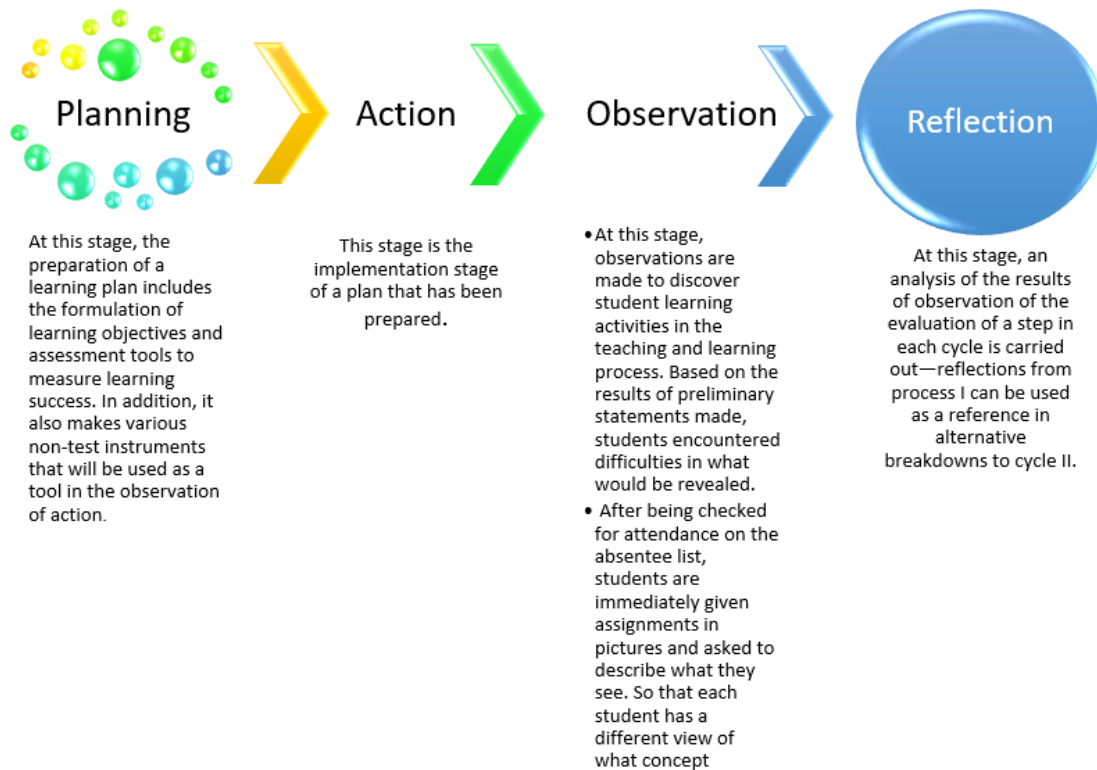 Planning
At this stage, the
preparation of a
learning plan includes
the formulation of
learning objectives and
assessment tools to
measure learning
success. In addition, it
also makes various
non-test instruments
that will be used as a
tool in the observation
of action.
Action
This stage is the
implementation stage
of a plan that has been
prepared.
Observation
•At this stage,
observations are
made to discover
student learning
activities in the
teaching and learning
process. Based on the
results of preliminary
statements made,
students encountered
difficulties in what
would be revealed.
• After being checked
for attendance on the
absentee list,
students are
immediately given
assignments in
pictures and asked to
describe what they
see. So that each
student has a
different view of
what concept
Reflection
At this stage, an
analysis of the results
of observation of the
evaluation of a step in
each cycle is carried
out—reflections from
process I can be used
as a reference in
alternative
breakdowns to cycle II.